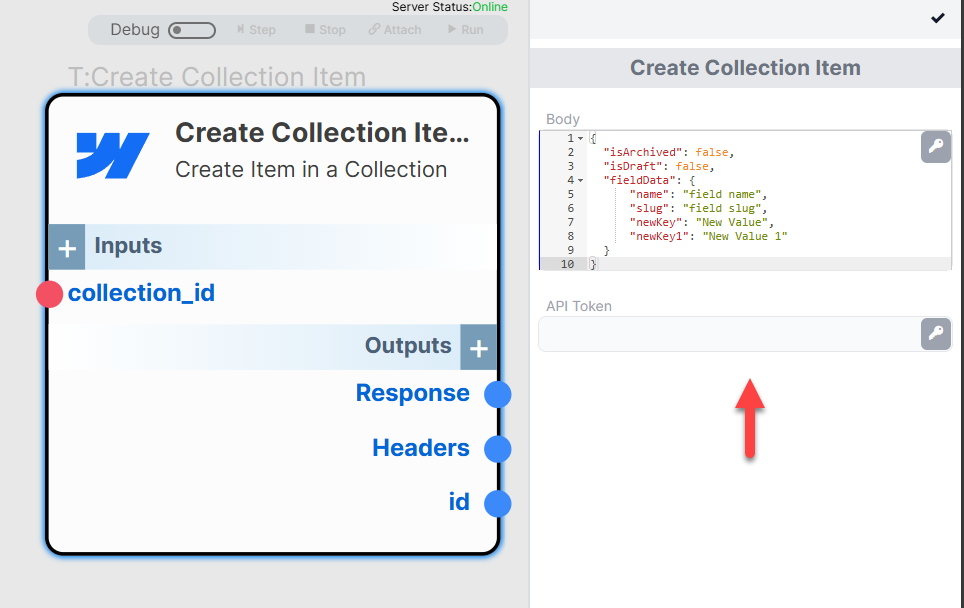 Server Status:Online
Debug Step Stop Attach Run
T:Create Collection Item
Create Collection Ite...
Create Item in a Collection
+ Inputs
collection_id
Outputs +
Response
Headers
id
Create Collection Item
Body
1 {
2 "isArchived": false,
3 "isDraft": false,
4 "fieldData": {
5 "name": "field name",
6 "slug": "field slug",
7 "newKey": "New Value",
8 "newKey1": "New Value 1"
9 }
10 }
API Token